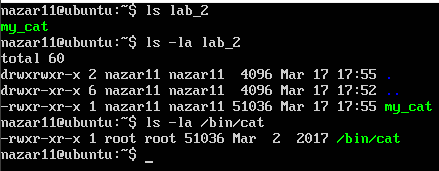 nazar11@ubuntu:~$ ls lab_2
my_cat
nazar11@ubuntu:~$ ls -la lab_2
total 60
drwxrwxr-x 2 nazar11 nazar11  4096 Mar 17 17:55 .
drwxr-xr-x 6 nazar11 nazar11  4096 Mar 17 17:52 ..
-rwxr-xr-x 1 nazar11 nazar11 51036 Mar 17 17:55 my_cat
nazar11@ubuntu:~$ ls -la /bin/cat
-rwxr-xr-x 1 root root 51036 Mar  2  2017 /bin/cat
nazar11@ubuntu:~$ _